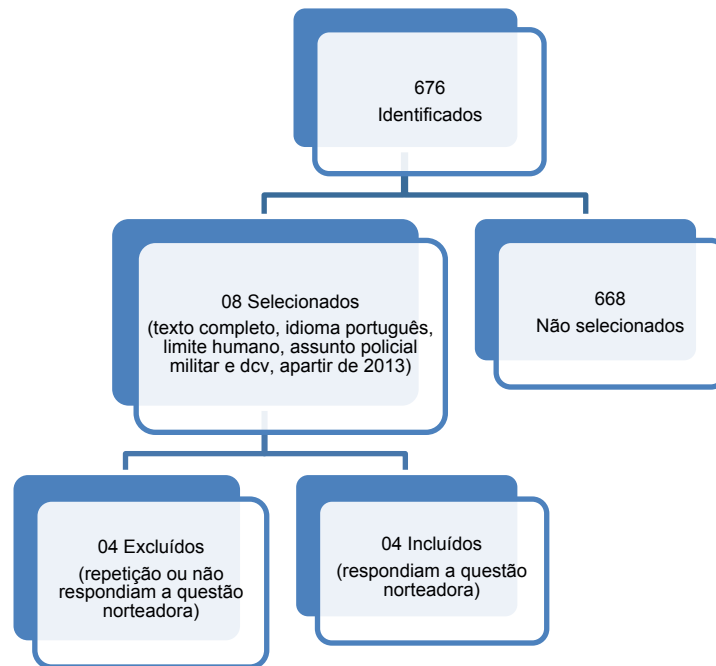 676
Identificados
08 Selecionados
(texto completo, idioma português,
limite humano, assunto policial
militar e dcv, apartir de 2013)
668
Não selecionados
04 Excluídos
(repetição ou não
respondiam a questão
norteadora)
04 Incluídos
(respondiam a questão
norteadora)